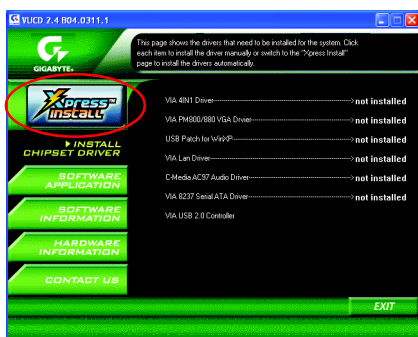 VUCD 2.4 B04.0311.1
GIGABYTE
This page shows the drivers that need to be installed for the system. Click
each item to install the driver manually or switch to the "Xpress Install"
page to install the drivers automatically.
Xpress™
install
INSTALL
CHIPSET DRIVER
SOFTWARE
APPLICATION
SOFTWARE
INFORMATION
HARDWARE
INFORMATION
CONTACT US
VIA 4IN1 Driver not installed
VIA PM800/880 VGA Drvier not installed
USB Patch for WinXP not installed
VIA Lan Driver not installed
C-Media AC97 Audio Driver not installed
VIA 8237 Serial ATA Driver not installed
VIA USB 2.0 Controller
EXIT